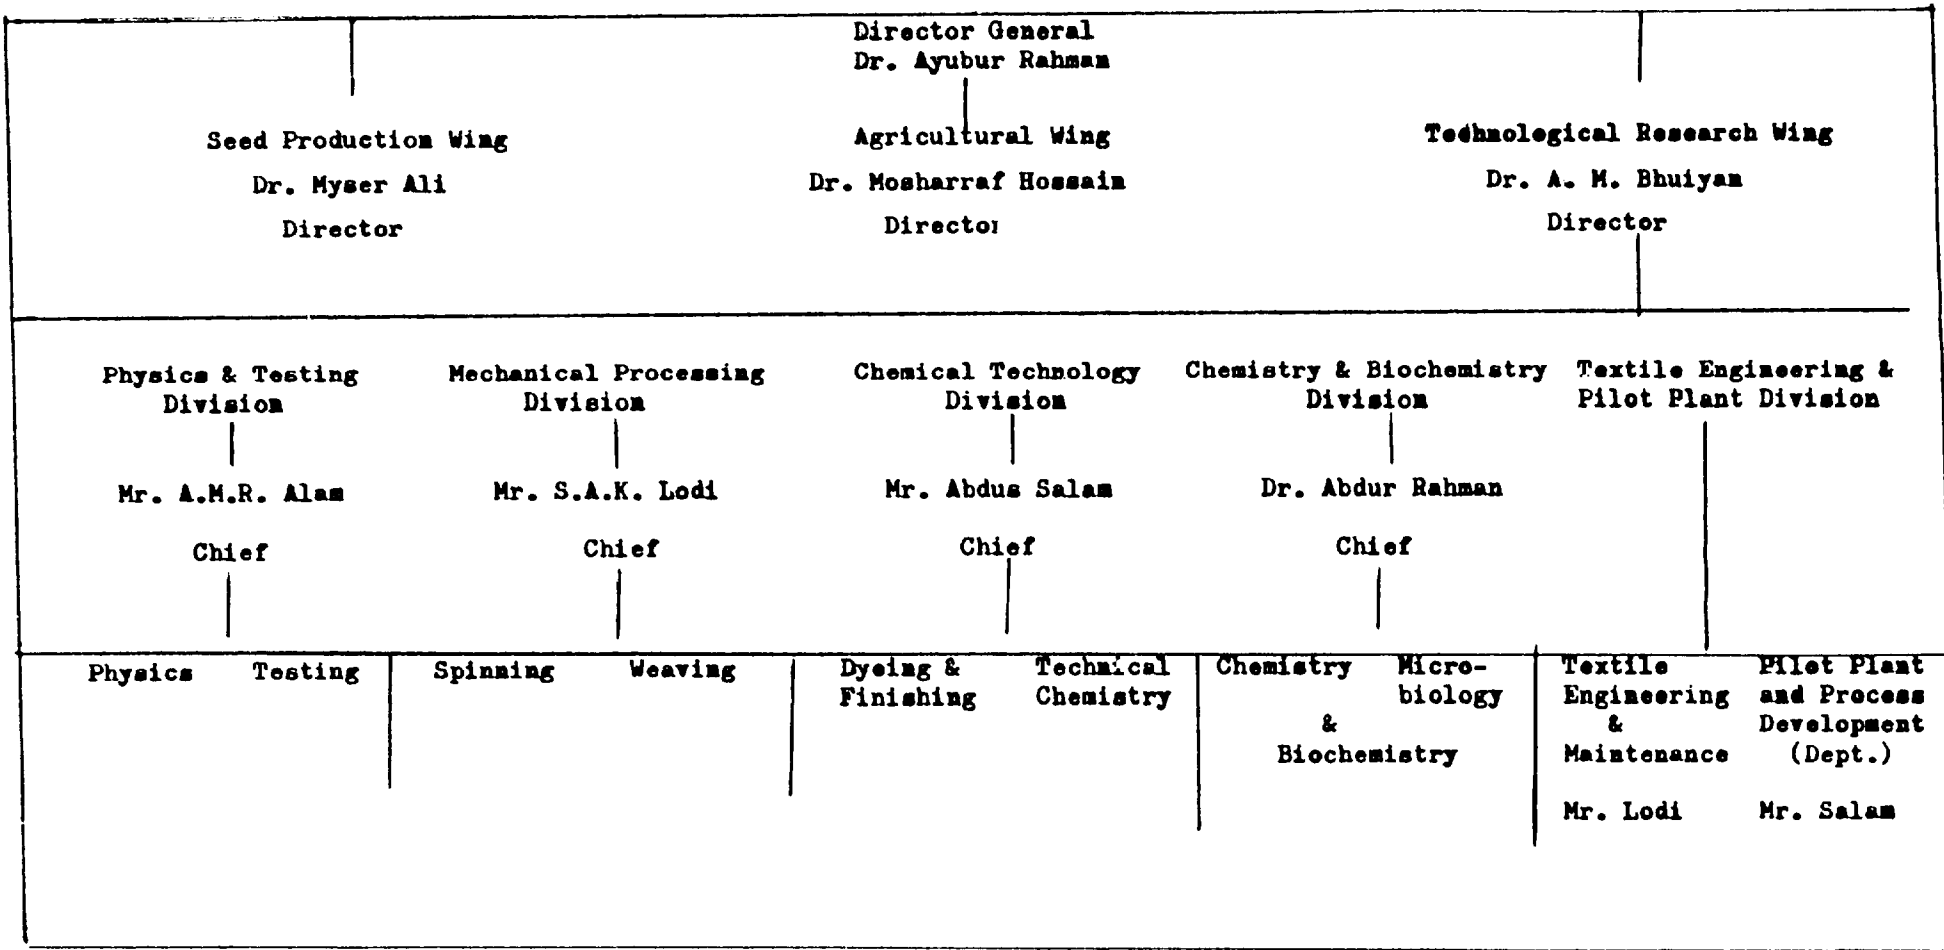 Director General
Dr. Ayubur Rahman
Seed Production Wing
Dr. Myser Ali
Director
Agricultural Wing
Dr. Mosharraf Hossain
Director
Technological Research Wing
Dr. A. M. Bhuiyan
Director
Physics & Testing
Division
Mr. A.M.R. Alam
Chief
Mechanical Processing
Division
Mr. S.A.K. Lodi
Chief
Chemical Technology
Division
Mr. Abdus Salam
Chief
Chemistry & Biochemistry
Division
Dr. Abdur Rahman
Chief
Textile Engineering &
Pilot Plant Division
Physics
Testing
Spinning
Weaving
Dyeing &
Finishing
Technical
Chemistry
Chemistry
Micro-
biology
&
Biochemistry
Textile
Engineering
&
Maintenance
Mr. Lodi
Pilot Plant
and Process
Development
(Dept.)
Mr. Salam